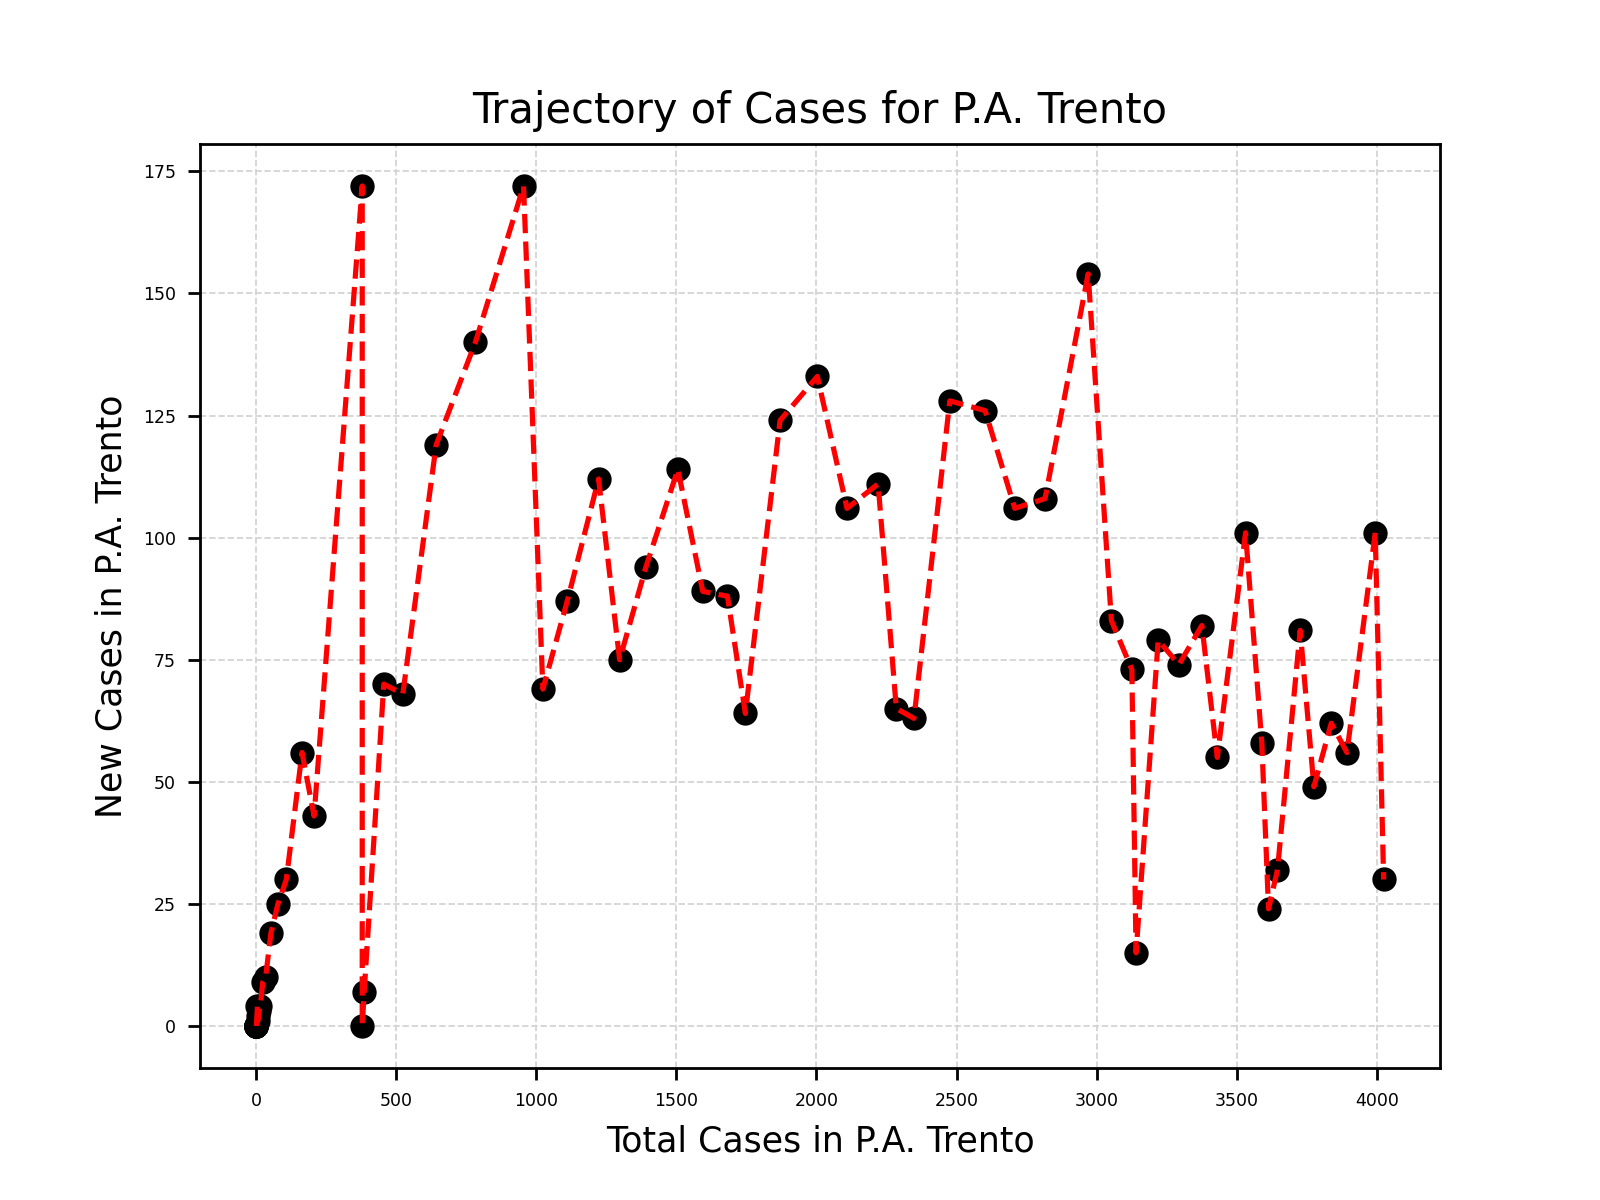 Trajectory of Cases for P.A. Trento
175
150
125
100
75
50
25
0
New Cases in P.A. Trento
0 500 1000 1500 2000 2500 3000 3500 4000
Total Cases in P.A. Trento